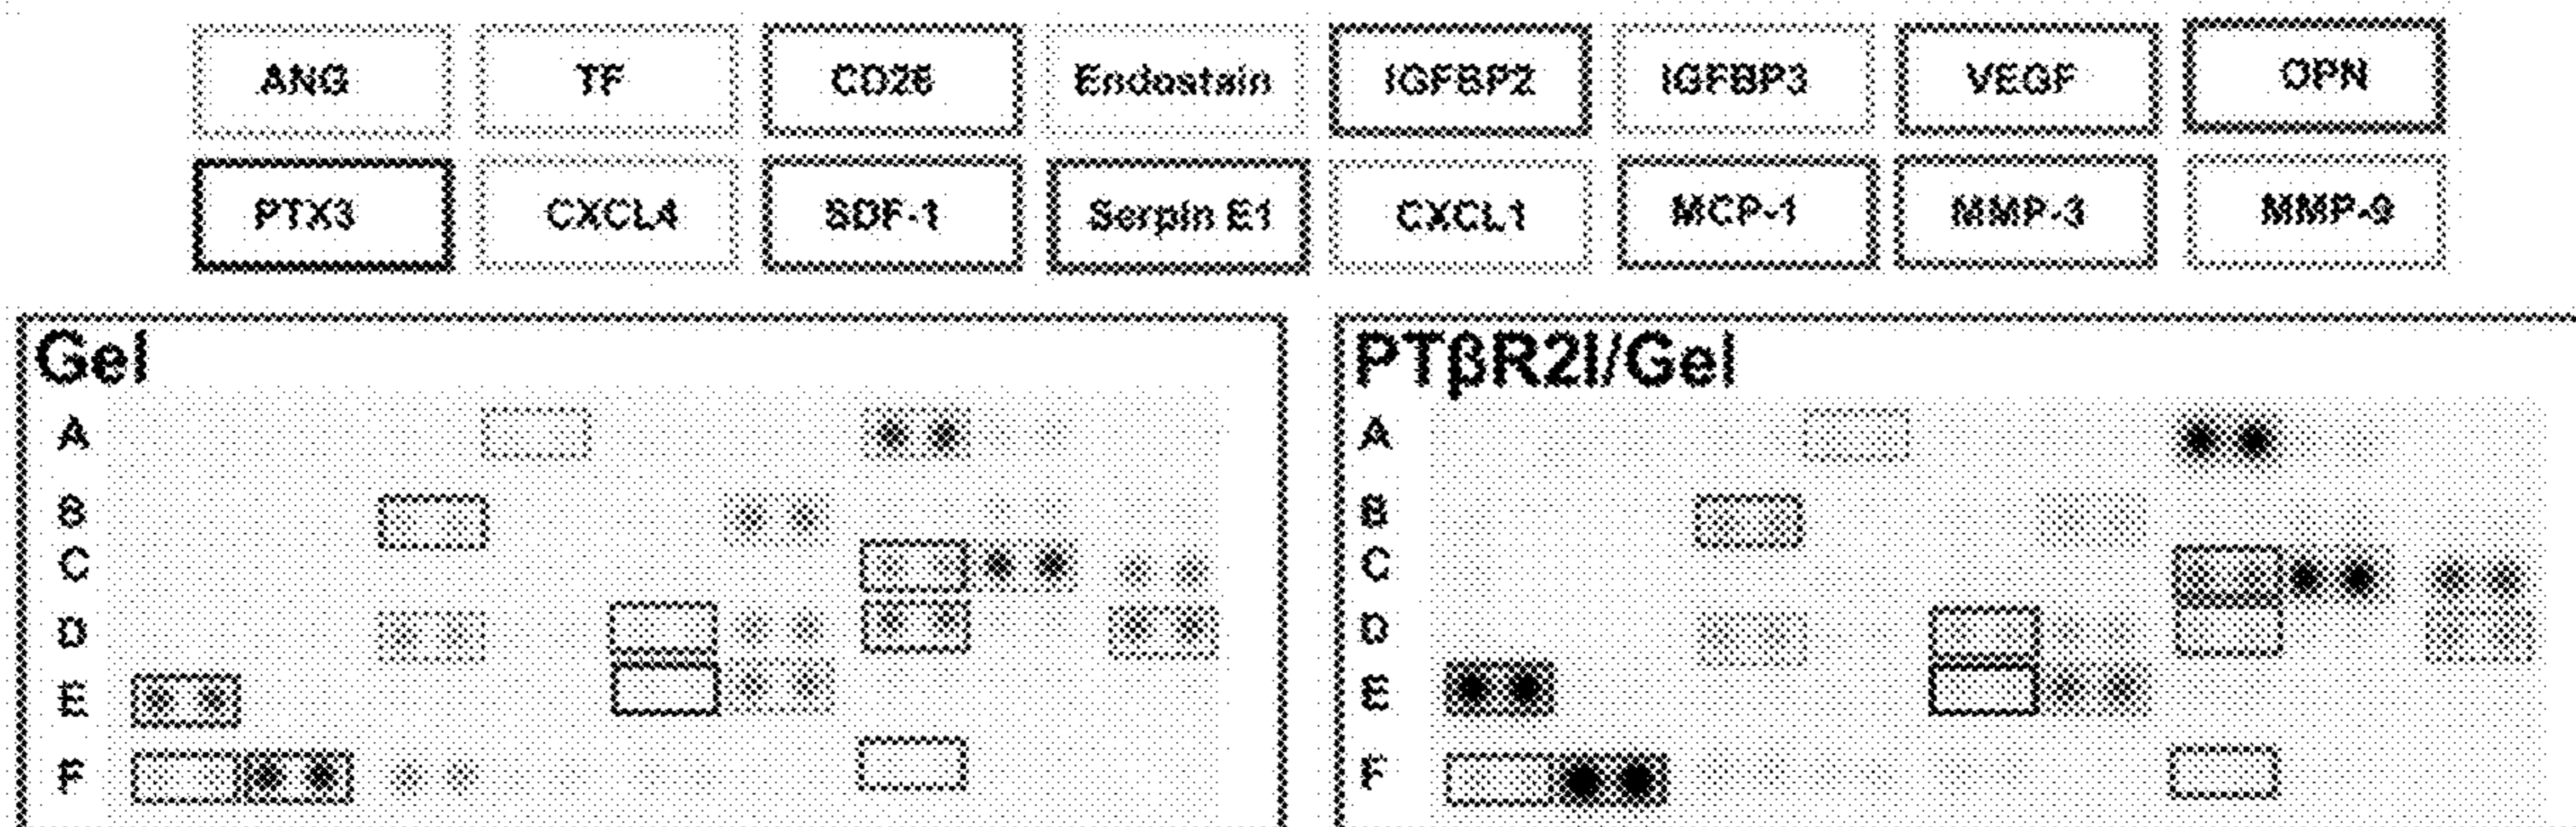 ANG TF CD26 Endostain IGFBP2 IGFBP3 VEGF OPN
PTX3 CXCL4 SDF-1 Serpin E1 CXCL1 MCP-1 MMP-3 MMP-9
Gel PTβR2I/Gel
A A
B B
C C
D D
E E
F F